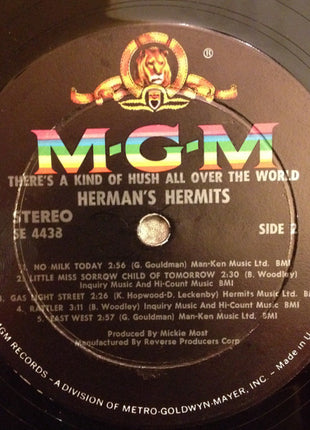 ®
M-G-M
THERE'S A KIND OF HUSH ALL OVER THE WORLD
HERMAN'S HERMITS
STEREO
SE 4438
SIDE 2
1. NO MILK TODAY 2:56 (G. Gouldman) Man-Ken Music Ltd. BMI
2. LITTLE MISS SORROW CHILD OF TOMORROW 2:30 (B. Woodley)
Inquiry Music And Hi-Count Music BMI
GAS LIGHT STREET 2:26 (K. Hopwood-D. Leckenby) Hermits Music Ltd. BMI
4. RATTLER 3:11 (B. Woodley) Inquiry Music And Hi-Count Music BMI
5. EAST WEST 2:57 (G. Gouldman) Man-Ken Music Ltd. BMI
Produced By Mickie Most
Manufactured By Reverse Producers Corp.
MGM RECORDS - A DIVISION OF METRO-GOLDWYN-MAYER, INC. - Made in U.